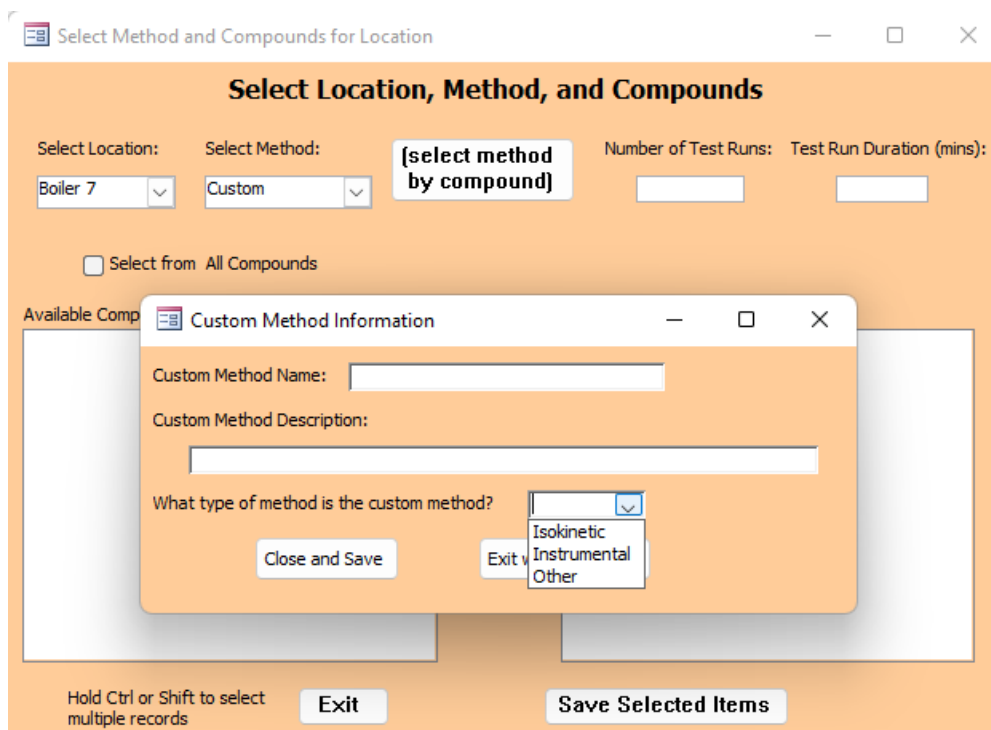 Select Method and Compounds for Location
Select Location, Method, and Compounds
Select Location:
Select Method:
(select method
by compound)
Number of Test Runs:
Test Run Duration (mins):
Boiler 7
Custom
Select from All Compounds
Available Comp
Custom Method Information
Custom Method Name:
Custom Method Description:
What type of method is the custom method?
Isokinetic
Instrumental
Other
Close and Save
Exit
Hold Ctrl or Shift to select
multiple records
Exit
Save Selected Items